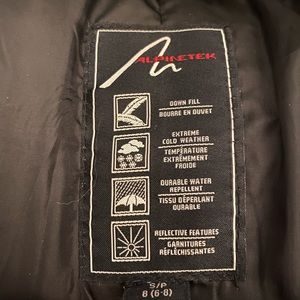 ALPINETEK
DOWN FILL
BOURRE EN DUVET
EXTREME
COLD WEATHER
TEMPÉRATURE
EXTRÊMEMENT
FROIDE
DURABLE WATER
REPELLENT
TISSU DÉPERLANT
DURABLE
REFLECTIVE FEATURES
GARNITURES
RÉFLÉCHISSANTES
S/P
8 (6-8)